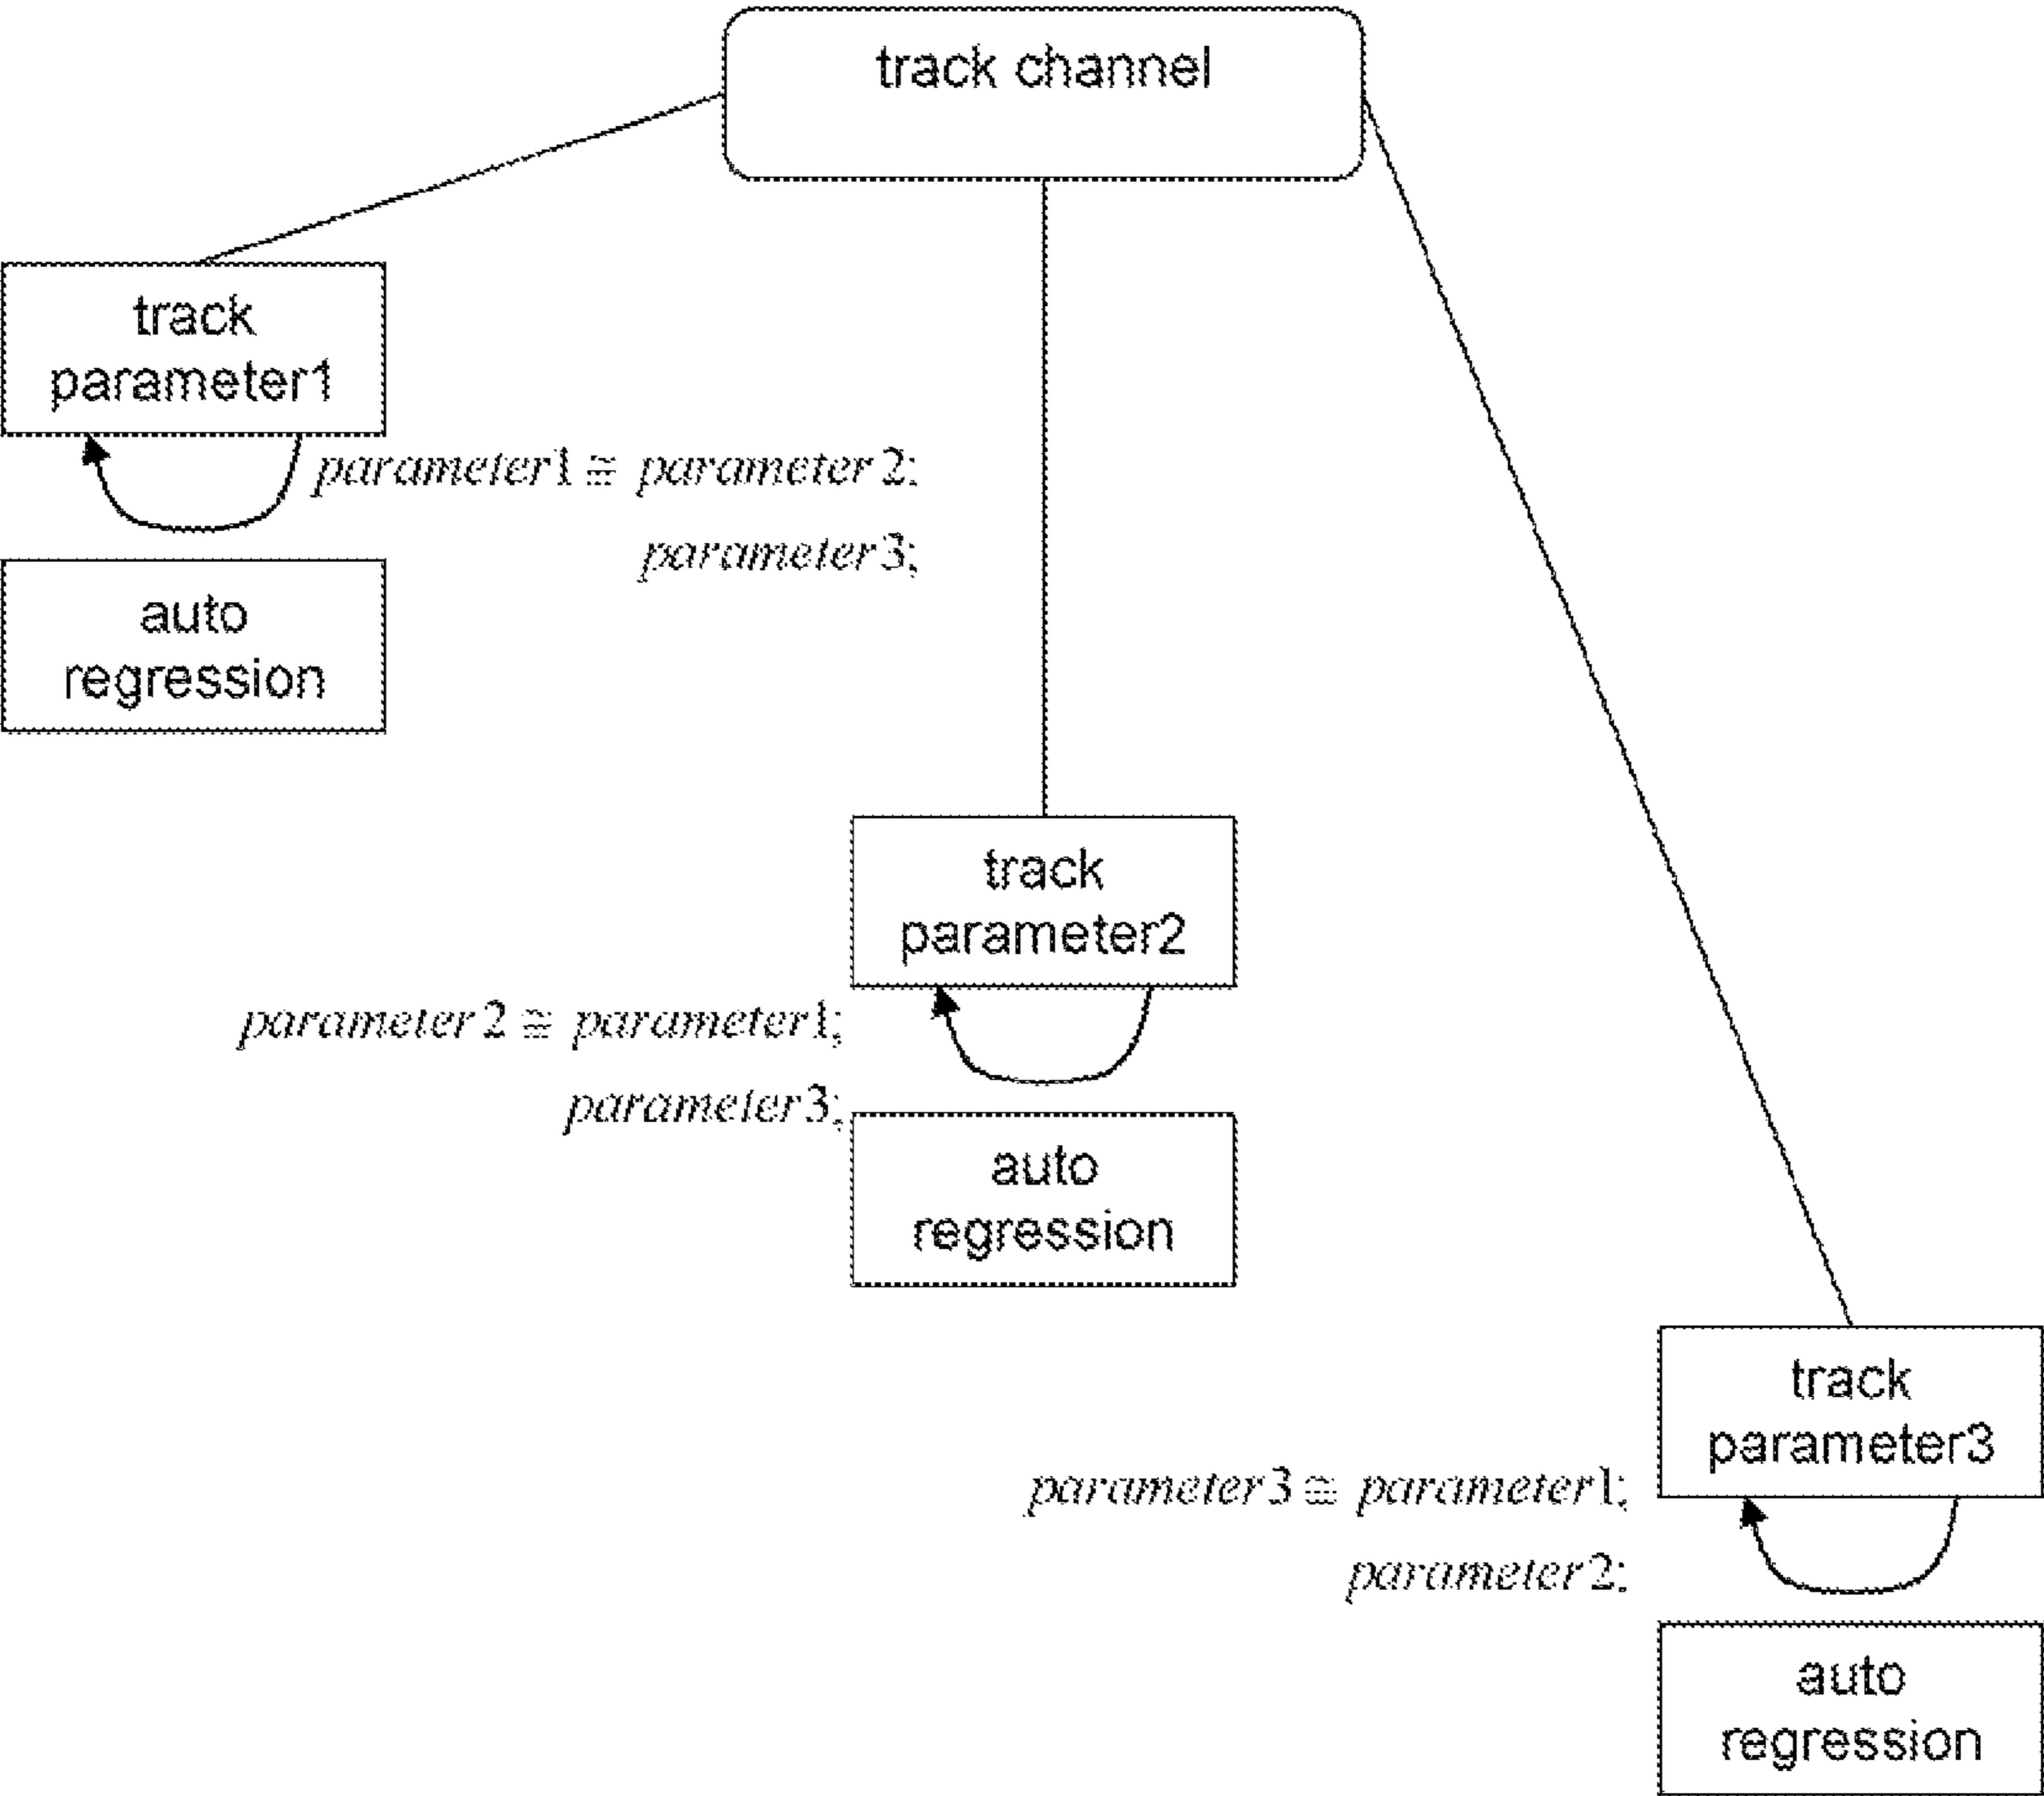 track channel
track
parameter1
parameter1 ≅ parameter2;
parameter3;
auto
regression
track
parameter2
parameter2 ≅ parameter1;
parameter3;
auto
regression
track
parameter3
parameter3 ≅ parameter1;
parameter2;
auto
regression